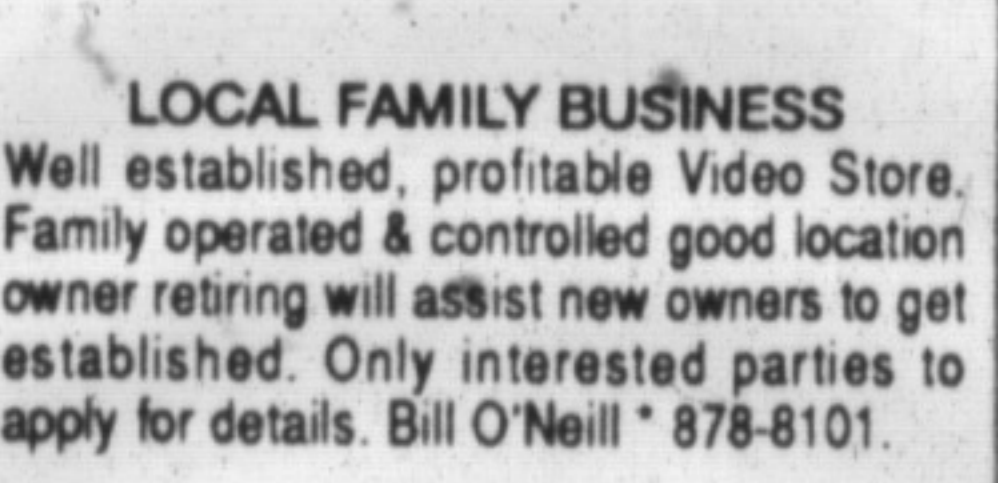 LOCAL FAMILY BUSINESS
Well established, profitable Video Store.
Family operated & controlled good location
owner retiring will assist new owners to get
established. Only interested parties to
apply for details. Bill O'Neill * 878-8101.